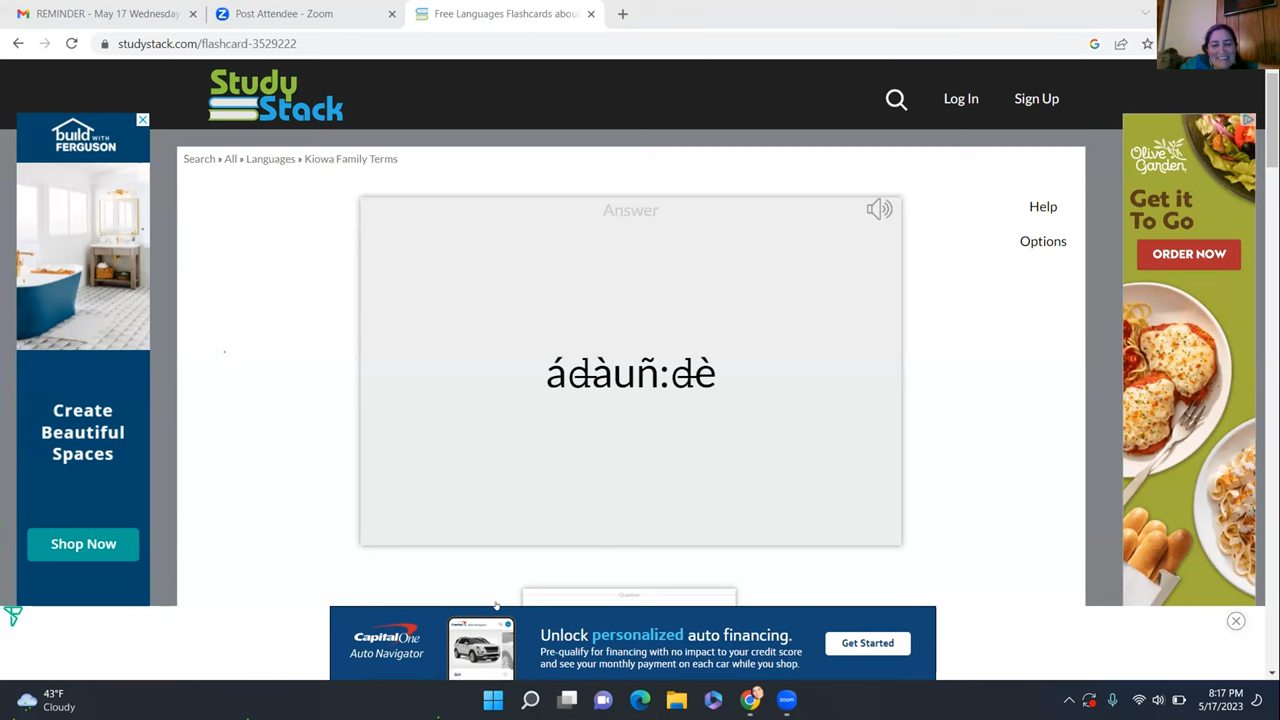 REMINDER - May 17 Wednesday
Post Attendee - Zoom
Free Languages Flashcards abou
studystack.com/flashcard-3529222
Study
Stack
Log In
Sign Up
build WITH
FERGUSON
Create
Beautiful
Spaces
Shop Now
Search » All » Languages » Kiowa Family Terms
Answer
ád̶àuñ:d̶è
Help
Options
Question
Olive
Garden
Get it
To Go
ORDER NOW
Capital One
Auto Navigator
Unlock personalized auto financing.
Pre-qualify for financing with no impact to your credit score
and see your monthly payment on each car while you shop.
Get Started
43°F
Cloudy
8:17 PM
5/17/2023